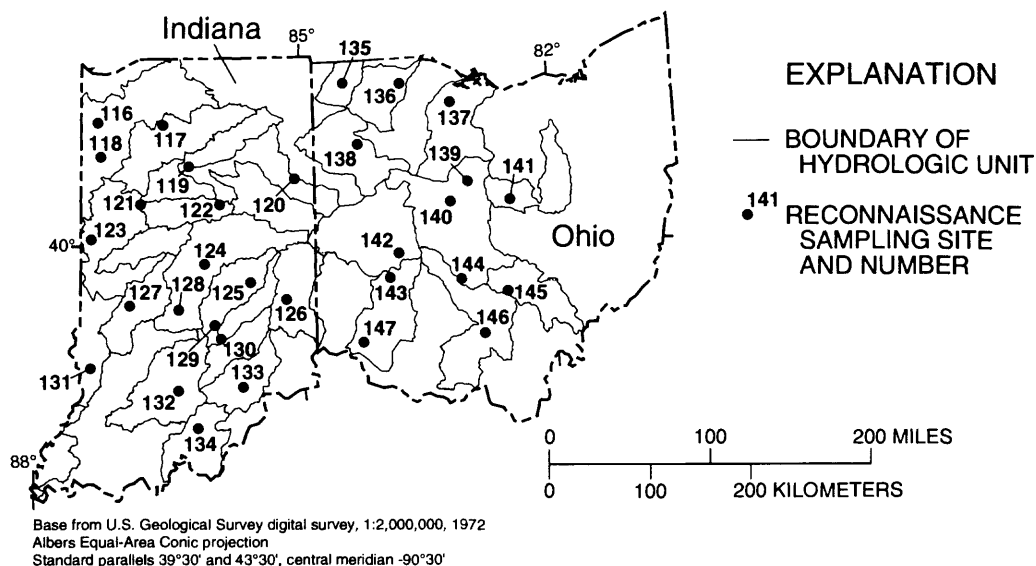 Indiana
85°
135
82°
136
137
EXPLANATION
116
118
117
138
139
141
BOUNDARY OF
HYDROLOGIC UNIT
119
120
121
122
140
141
RECONNAISSANCE
SAMPLING SITE
AND NUMBER
123
40°
Ohio
124
142
144
143
145
127
128
125
126
146
147
129
130
131
132
133
134
88°
0 100 200 MILES
0 100 200 KILOMETERS
Base from U.S. Geological Survey digital survey, 1:2,000,000, 1972
Albers Equal-Area Conic projection
Standard parallels 39°30' and 43°30', central meridian -90°30'